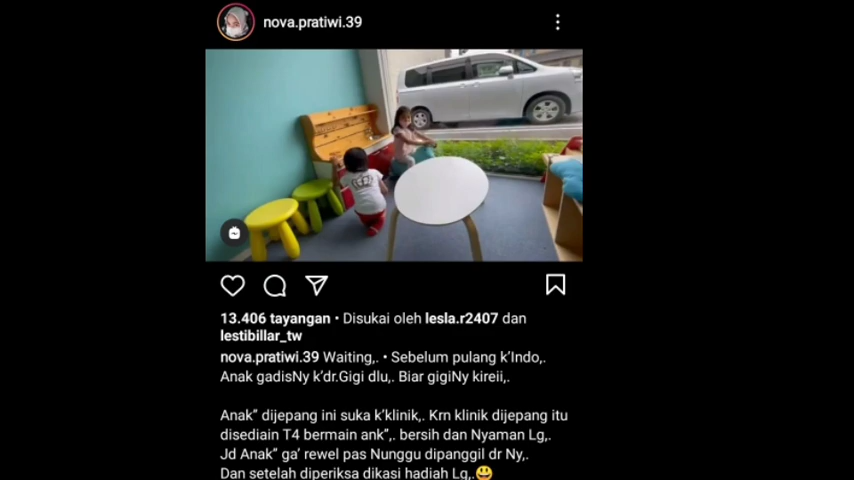 nova.pratiwi.39
13.406 tayangan • Disukai oleh lesla.r2407 dan
lestibillar_tw
nova.pratiwi.39 Waiting,. • Sebelum pulang k'Indo,.
Anak gadisNy k'dr.Gigi dlu,. Biar gigiNy kireii,.
Anak” dijepang ini suka k'klinik,. Krn klinik dijepang itu
disediain T4 bermain ank”,. bersih dan Nyaman Lg,.
Jd Anak” ga’ rewel pas Nunggu dipanggil dr Ny,.
Dan setelah diperiksa dikasi hadiah Lg,.😃